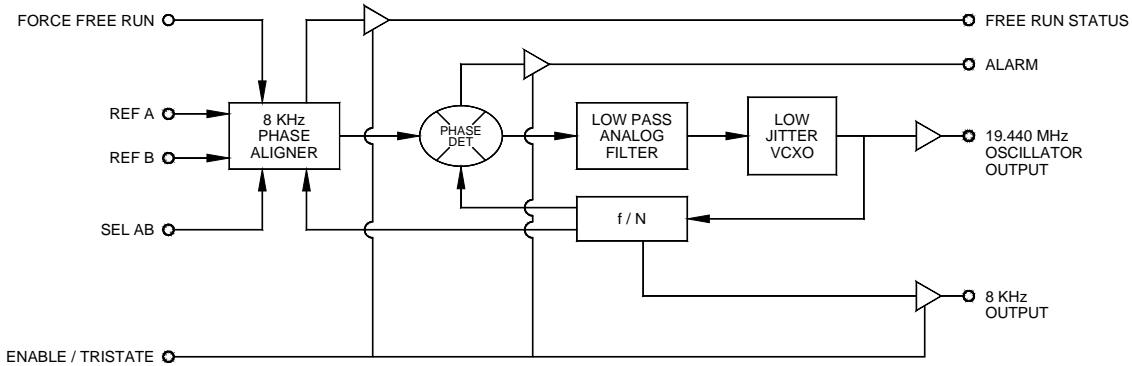 FORCE FREE RUN
FREE RUN STATUS
ALARM
REF A
REF B
8 KHz
PHASE
ALIGNER
PHASE
DET.
LOW PASS
ANALOG
FILTER
LOW
JITTER
VCXO
19.440 MHz
OSCILLATOR
OUTPUT
SEL AB
f / N
8 KHz
OUTPUT
ENABLE / TRISTATE